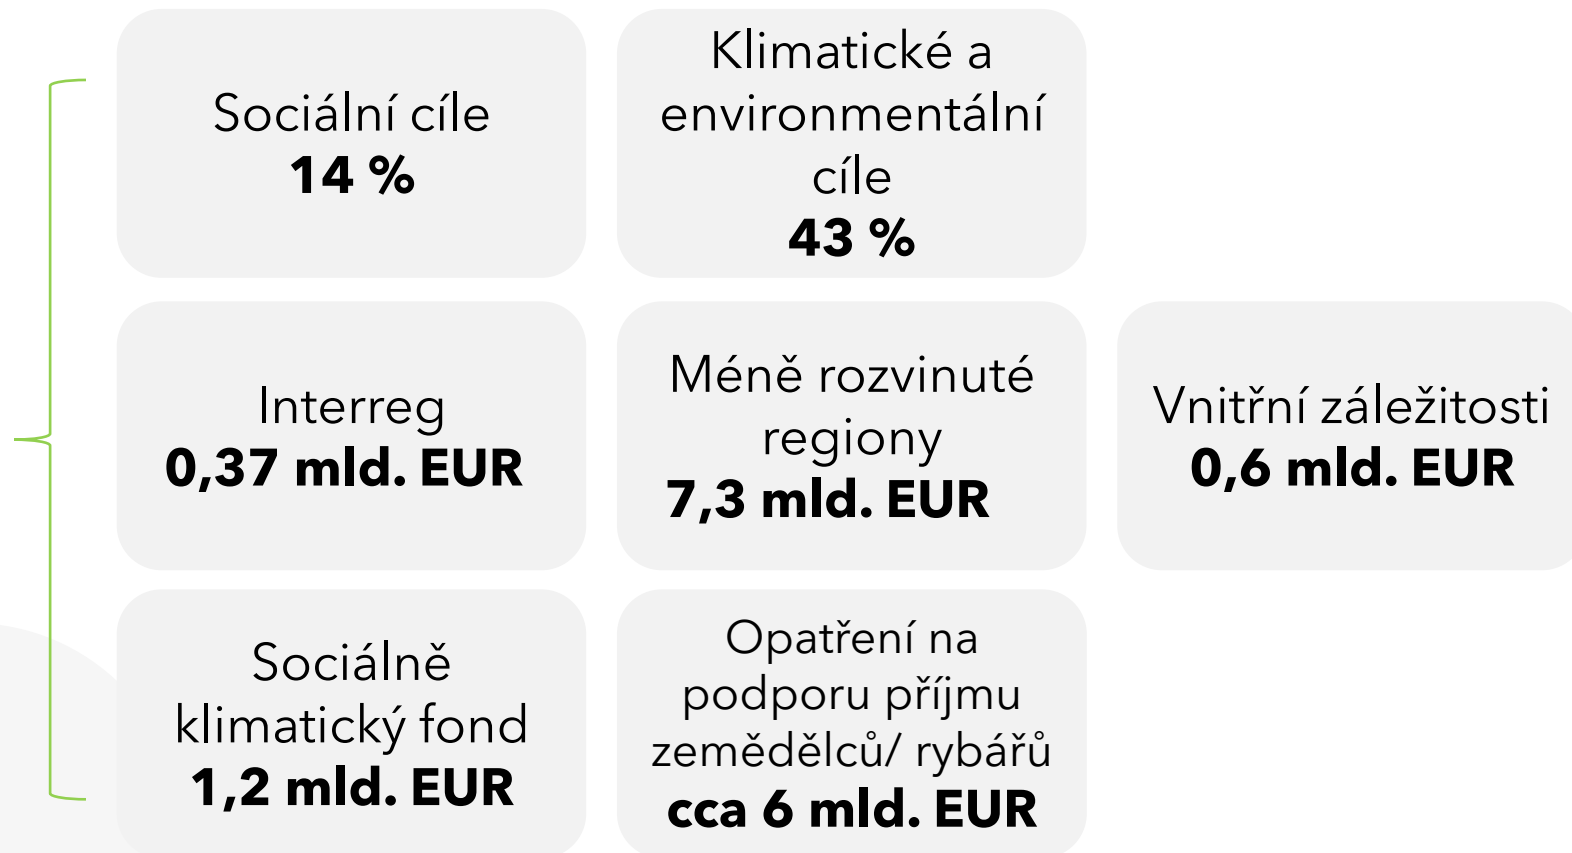 Sociální cíle
14 %
Klimatické a
environmentální
cíle
43 %
Interreg
0,37 mld. EUR
Méně rozvinuté
regiony
7,3 mld. EUR
Vnitřní záležitosti
0,6 mld. EUR
Sociálně
klimatický fond
1,2 mld. EUR
Opatření na
podporu příjmu
zemědělců/ rybářů
cca 6 mld. EUR